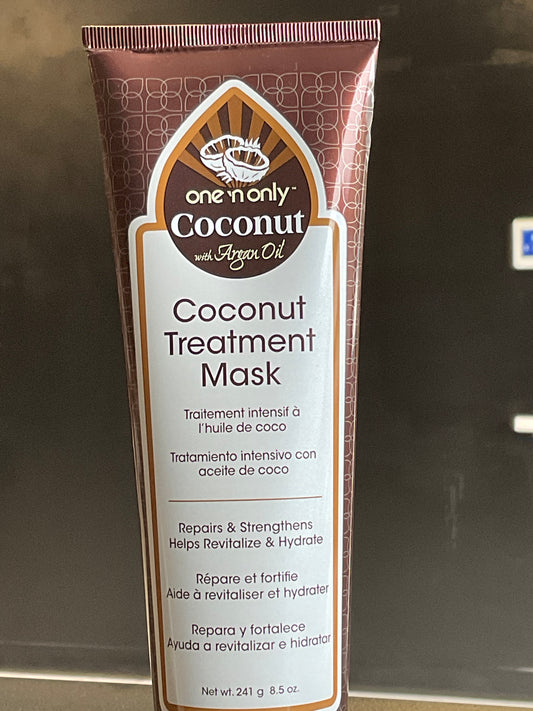 one 'n only™
Coconut
with Argan Oil
Coconut
Treatment
Mask
Traitement intensif à
l'huile de coco
Tratamiento intensivo con
aceite de coco
Repairs & Strengthens
Helps Revitalize & Hydrate
Répare et fortifie
Aide à revitaliser et hydrater
Repara y fortalece
Ayuda a revitalizar e hidratar
Net wt. 241 g 8.5 oz.